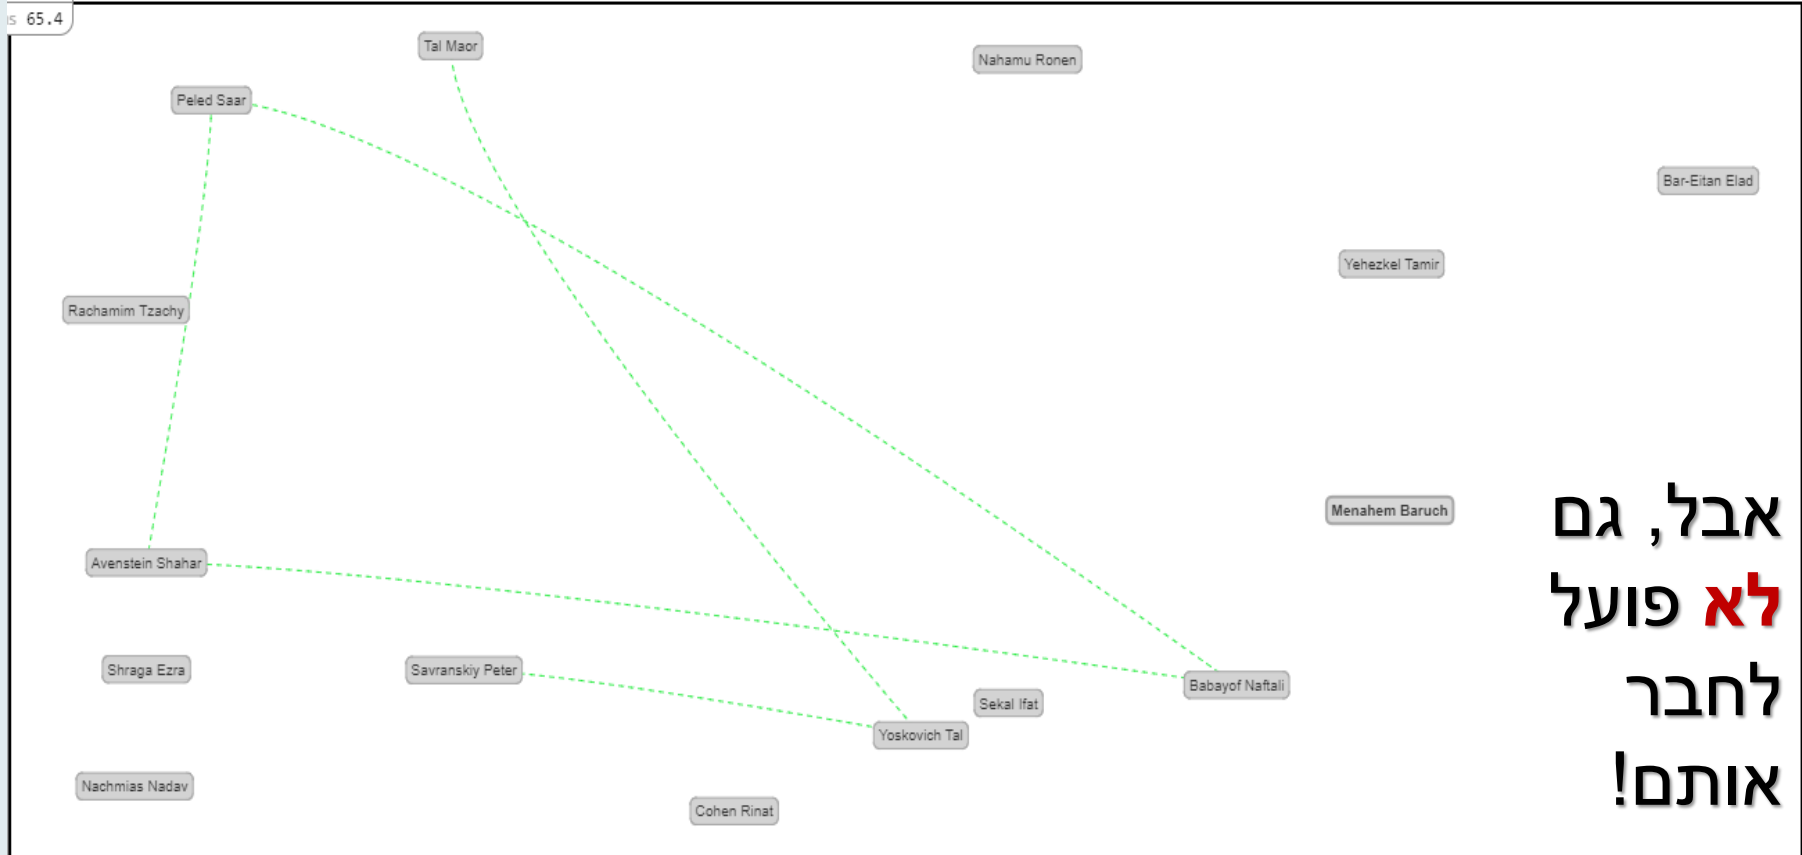 s 65.4
Tal Maor
Nahamu Ronen
Peled Saar
Bar-Eitan Elad
Yehezkel Tamir
Rachamim Tzachy
Menahem Baruch
אבל, גם
לא פועל
לחבר
אותם!
Avenstein Shahar
Shraga Ezra
Savranskiy Peter
Babayof Naftali
Sekal Ifat
Yoskovich Tal
Nachmias Nadav
Cohen Rinat